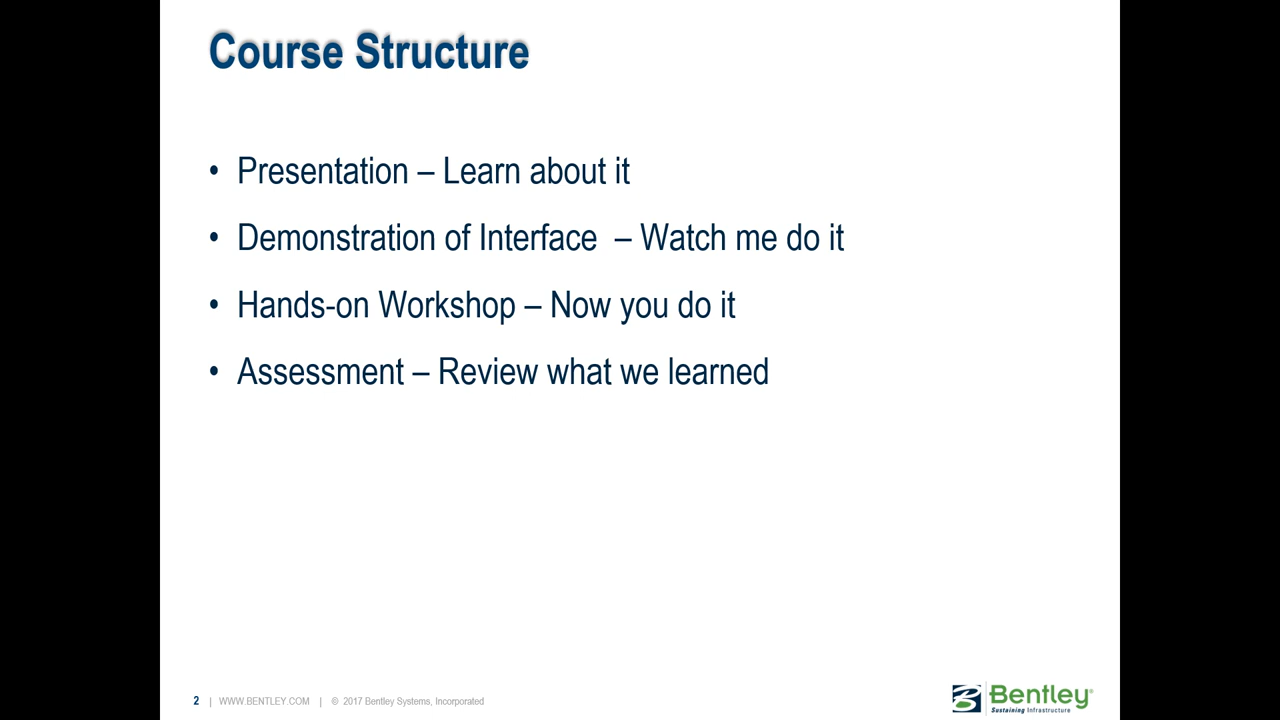 Course Structure
• Presentation – Learn about it
• Demonstration of Interface – Watch me do it
• Hands-on Workshop – Now you do it
• Assessment – Review what we learned
2 | WWW.BENTLEY.COM | © 2017 Bentley Systems, Incorporated
Bentley®
Sustaining Infrastructure